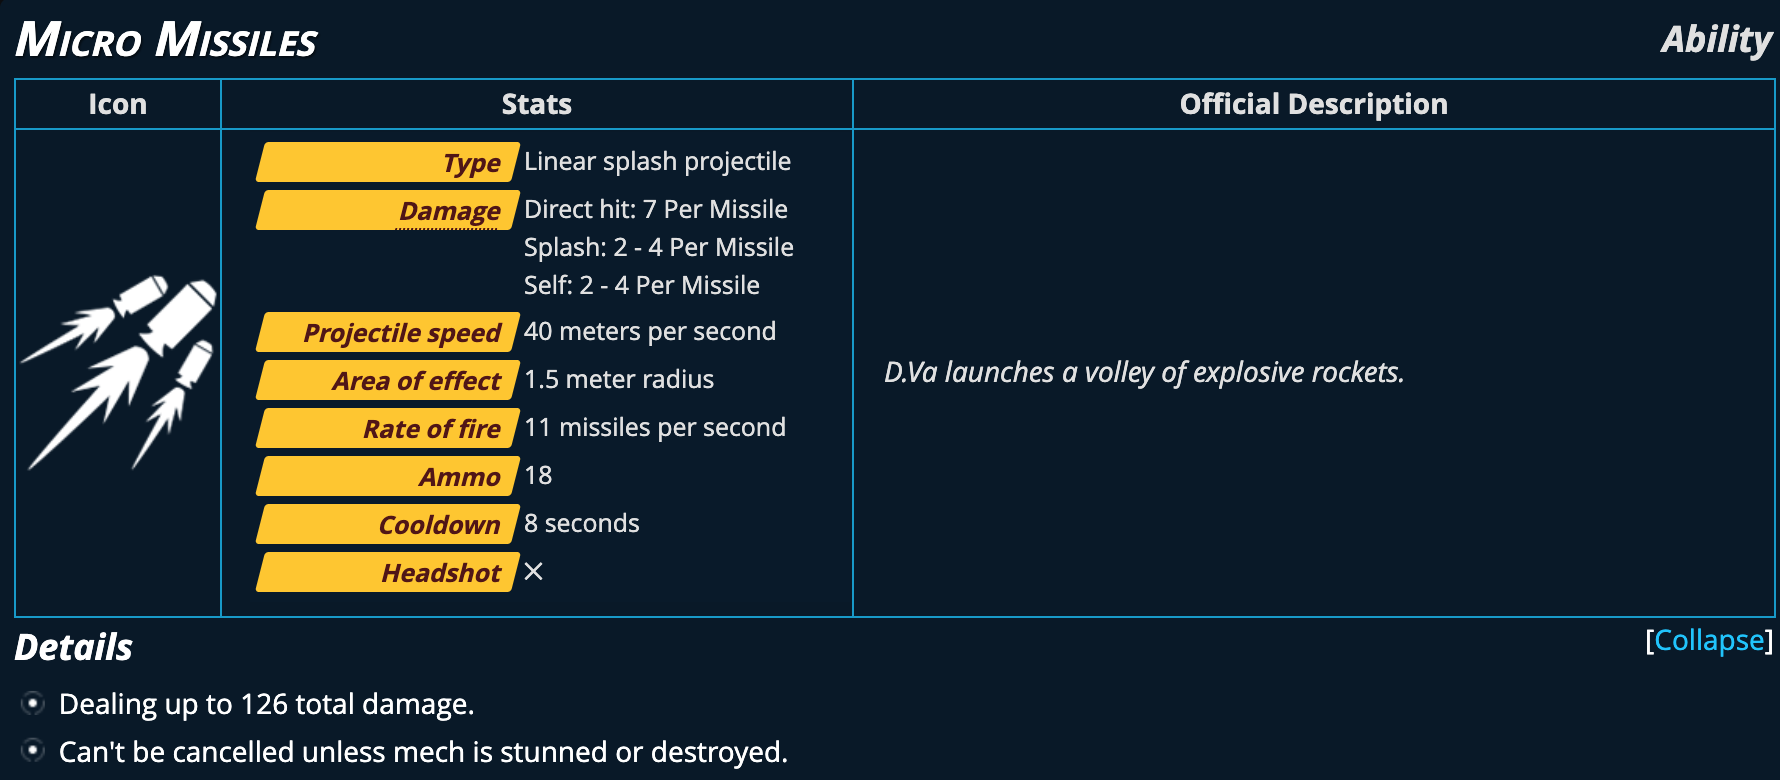 MICRO MISSILES
Ability
Icon
Stats
Official Description
Type Linear splash projectile
Damage Direct hit: 7 Per Missile
Splash: 2 - 4 Per Missile
Self: 2 - 4 Per Missile
Projectile speed 40 meters per second
Area of effect 1.5 meter radius
Rate of fire 11 missiles per second
Ammo 18
Cooldown 8 seconds
Headshot ✕
D.Va launches a volley of explosive rockets.
Details
[Collapse]
Dealing up to 126 total damage.
Can't be cancelled unless mech is stunned or destroyed.